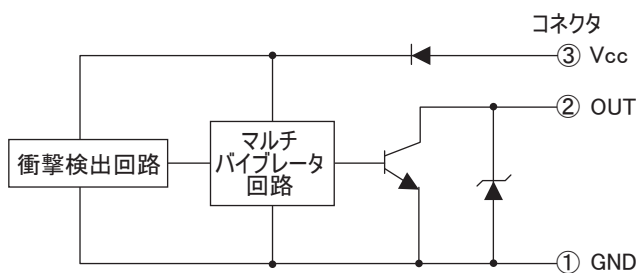 コネクタ
③ Vcc
② OUT
衝撃検出回路
マルチ
バイブレータ
回路
① GND